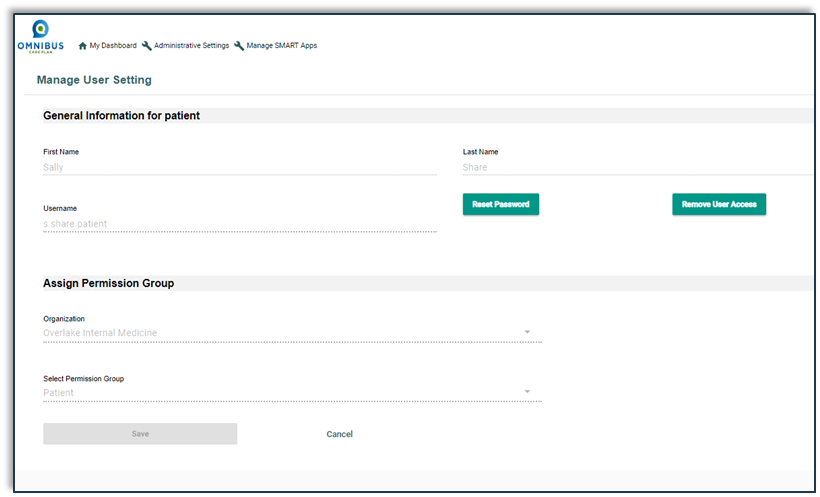 OMNIBUS
CARE PLAN
My Dashboard Administrative Settings Manage SMART Apps
Manage User Setting
General Information for patient
First Name Last Name
Sally Share
Username
Reset Password Remove User Access
s.share.patient
Assign Permission Group
Organization
Overlake Internal Medicine
Select Permission Group
Patient
Save Cancel